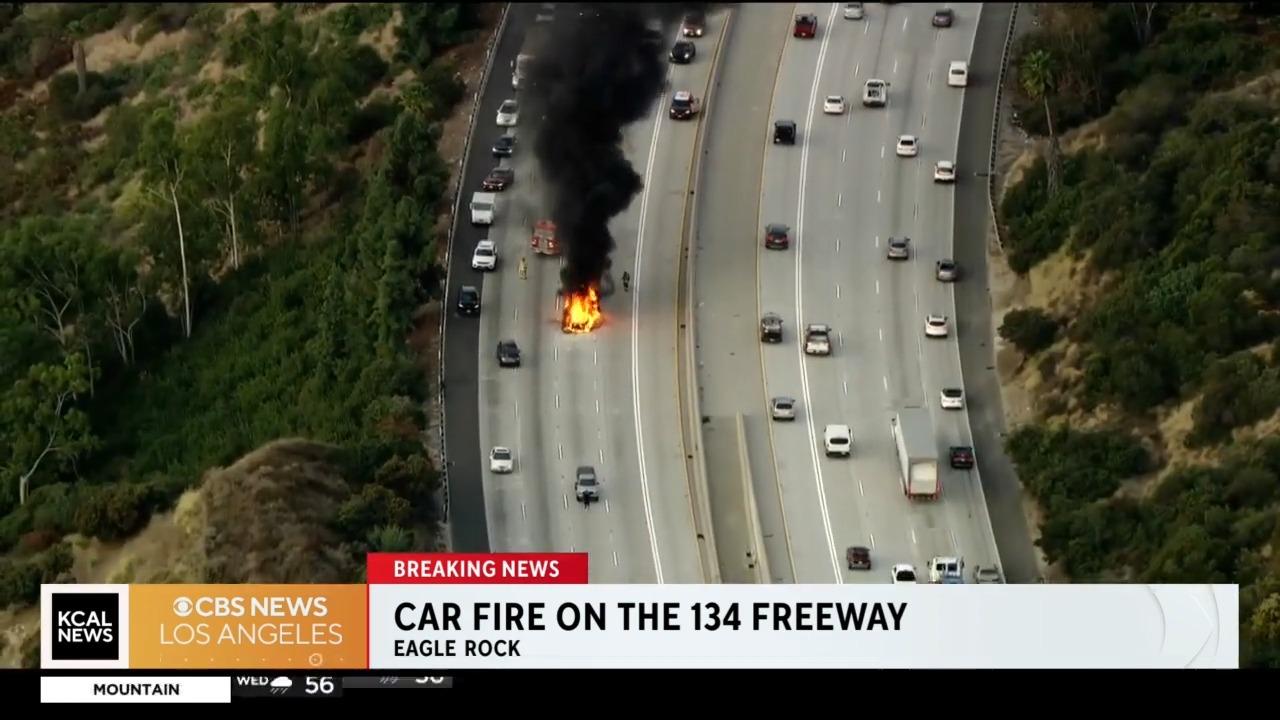 BREAKING NEWS
KCAL
NEWS
CBS NEWS
LOS ANGELES
CAR FIRE ON THE 134 FREEWAY
EAGLE ROCK
MOUNTAIN
WED 56